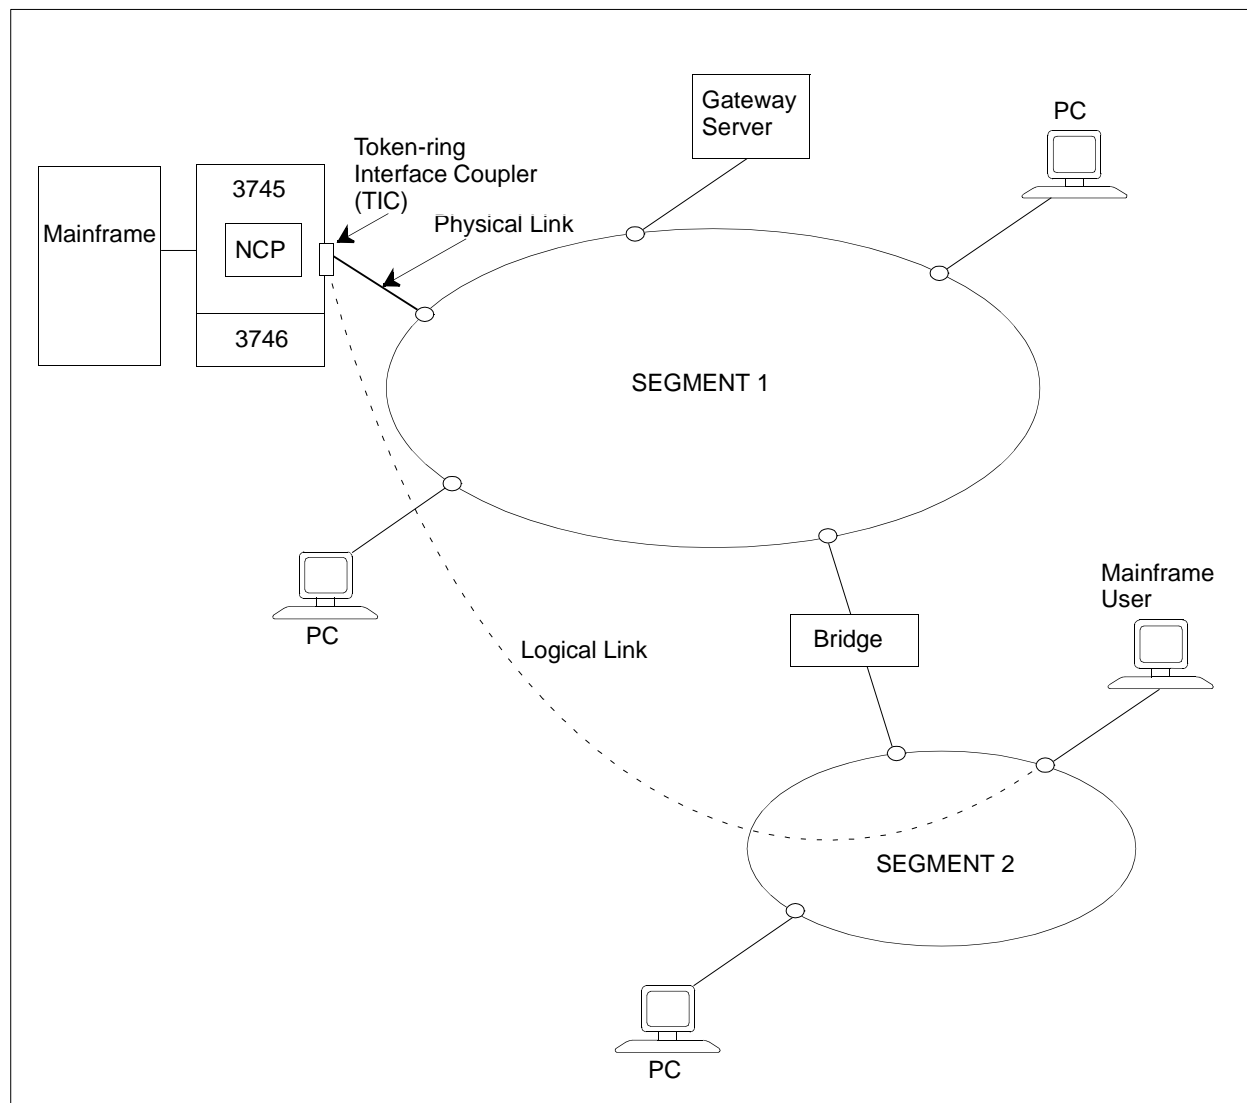 Gateway
Server
PC
Token-ring
Interface Coupler
(TIC)
Physical Link
3745
Mainframe
NCP
3746
SEGMENT 1
PC
Mainframe
User
Bridge
Logical Link
SEGMENT 2
PC